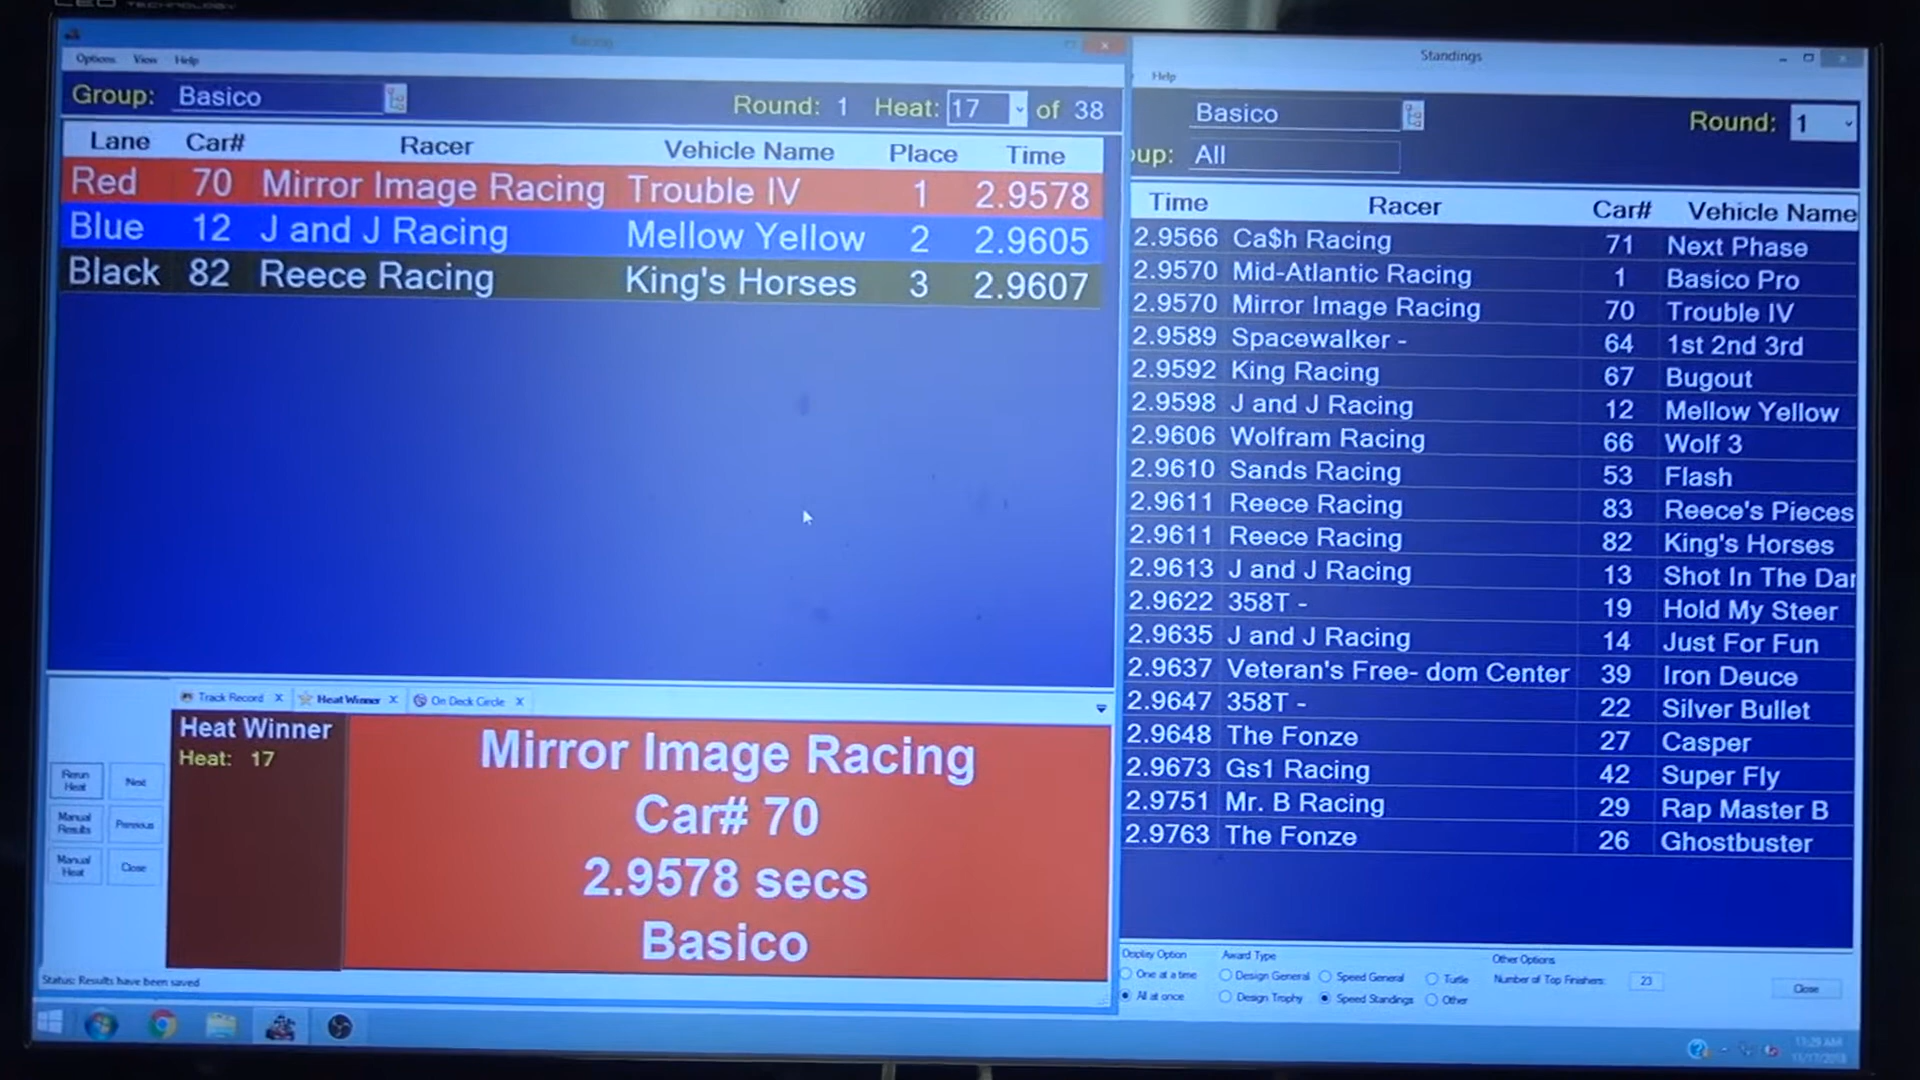 TECHNOLOGY
Racing
Options View Help
Group: Basico Round: 1 Heat: 17 of 38
Lane Car# Racer Vehicle Name Place Time
Red 70 Mirror Image Racing Trouble IV 1 2.9578
Blue 12 J and J Racing Mellow Yellow 2 2.9605
Black 82 Reece Racing King's Horses 3 2.9607
Track Record x Heat Winner x On Deck Circle x
Heat Winner
Heat: 17
Mirror Image Racing
Car# 70
2.9578 secs
Basico
Rerun Heat Next
Manual Results Previous
Manual Heat Close
Status: Results have been saved
Standings
Help
Basico Round: 1
oup: All
Time Racer Car# Vehicle Name
2.9566 Ca$h Racing 71 Next Phase
2.9570 Mid-Atlantic Racing 1 Basico Pro
2.9570 Mirror Image Racing 70 Trouble IV
2.9589 Spacewalker - 64 1st 2nd 3rd
2.9592 King Racing 67 Bugout
2.9598 J and J Racing 12 Mellow Yellow
2.9606 Wolfram Racing 66 Wolf 3
2.9610 Sands Racing 53 Flash
2.9611 Reece Racing 83 Reece's Pieces
2.9611 Reece Racing 82 King's Horses
2.9613 J and J Racing 13 Shot In The Dar
2.9622 358T - 19 Hold My Steer
2.9635 J and J Racing 14 Just For Fun
2.9637 Veteran's Free- dom Center 39 Iron Deuce
2.9647 358T - 22 Silver Bullet
2.9648 The Fonze 27 Casper
2.9673 Gs1 Racing 42 Super Fly
2.9751 Mr. B Racing 29 Rap Master B
2.9763 The Fonze 26 Ghostbuster
Display Option Award Type Other Options
One at a time Design General Speed General Turtle Number of Top Finishers: 23
All at once Design Trophy Speed Standings Other Close
11:29 AM